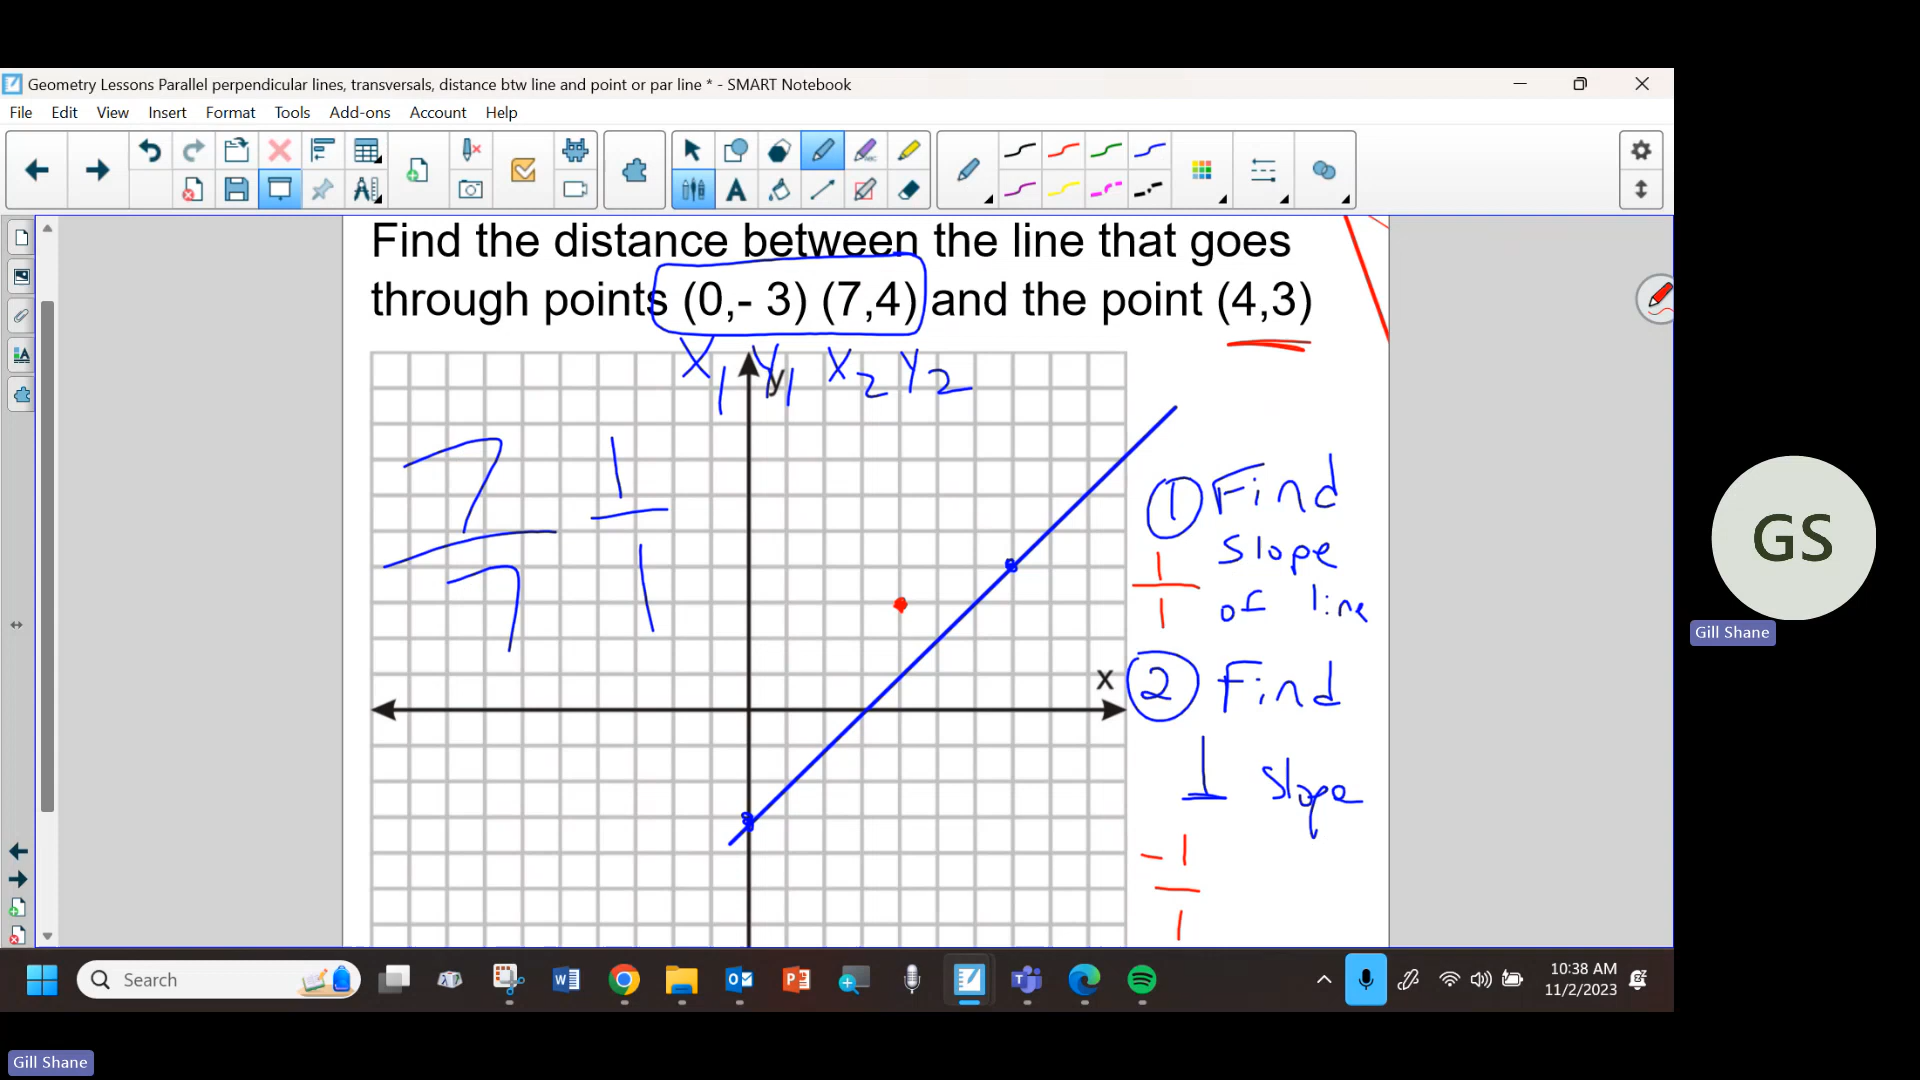 Geometry Lessons Parallel perpendicular lines, transversals, distance btw line and point or par line * - SMART Notebook
File Edit View Insert Format Tools Add-ons Account Help
Find the distance between the line that goes
through points (0,- 3) (7,4) and the point (4,3)
X1 Y1 X2 Y2
y
7
7
1
1
① Find
slope
of line
1
1
x
② Find
⊥ slope
-1
1
GS
Gill Shane
Search
10:38 AM
11/2/2023
Gill Shane